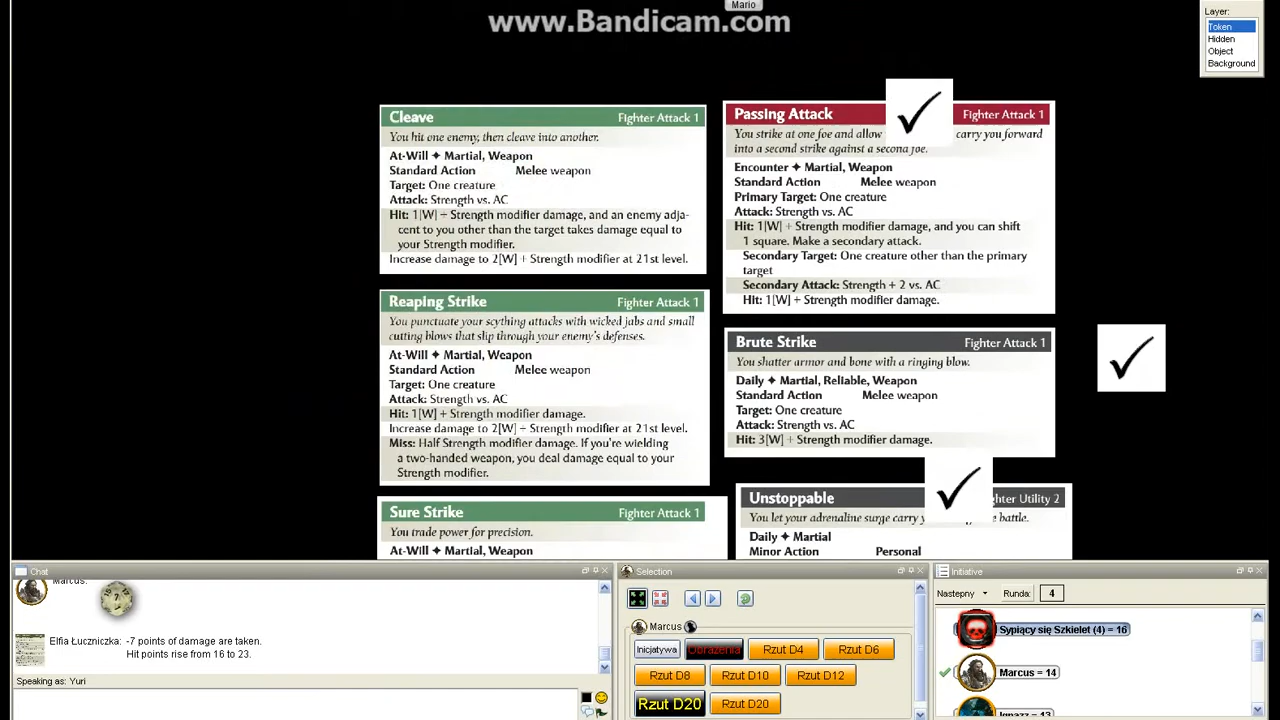 Mario
www.Bandicam.com
Layer:
Token
Hidden
Object
Background
Cleave Fighter Attack 1
You hit one enemy, then cleave into another.
At-Will ✦ Martial, Weapon
Standard Action Melee weapon
Target: One creature
Attack: Strength vs. AC
Hit: 1[W] + Strength modifier damage, and an enemy adja-
cent to you other than the target takes damage equal to
your Strength modifier.
Increase damage to 2[W] + Strength modifier at 21st level.
Reaping Strike Fighter Attack 1
You punctuate your scything attacks with wicked jabs and small
cutting blows that slip through your enemy's defenses.
At-Will ✦ Martial, Weapon
Standard Action Melee weapon
Target: One creature
Attack: Strength vs. AC
Hit: 1[W] + Strength modifier damage.
Increase damage to 2[W] + Strength modifier at 21st level.
Miss: Half Strength modifier damage. If you're wielding
a two-handed weapon, you deal damage equal to your
Strength modifier.
Sure Strike Fighter Attack 1
You trade power for precision.
At-Will ✦ Martial, Weapon
Passing Attack Fighter Attack 1
You strike at one foe and allow carry you forward
into a second strike against a second foe.
Encounter ✦ Martial, Weapon
Standard Action Melee weapon
Primary Target: One creature
Attack: Strength vs. AC
Hit: 1[W] + Strength modifier damage, and you can shift
1 square. Make a secondary attack.
Secondary Target: One creature other than the primary
target
Secondary Attack: Strength + 2 vs. AC
Hit: 1[W] + Strength modifier damage.
Brute Strike Fighter Attack 1
You shatter armor and bone with a ringing blow.
Daily ✦ Martial, Reliable, Weapon
Standard Action Melee weapon
Target: One creature
Attack: Strength vs. AC
Hit: 3[W] + Strength modifier damage.
Unstoppable ghter Utility 2
You let your adrenaline surge carry battle.
Daily ✦ Martial
Minor Action Personal
Chat
Marcus:
Elfia Łuczniczka: -7 points of damage are taken.
Hit points rise from 16 to 23.
Speaking as: Yuri
Selection
Marcus
Inicjatywa Obrażenia Rzut D4 Rzut D6
Rzut D8 Rzut D10 Rzut D12
Rzut D20 Rzut D20
Initiative
Nastepny Runda: 4
Sypiący się Szkielet (4) = 16
Marcus = 14
Ignazz = 13